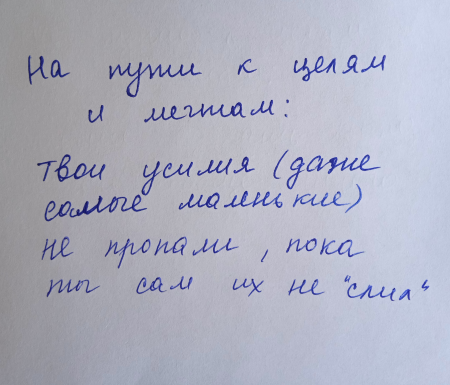 На пути к целям
и мечтам:
Твои усилия (даже
самые маленькие)
не пропали, пока
ты сам их не "слил"